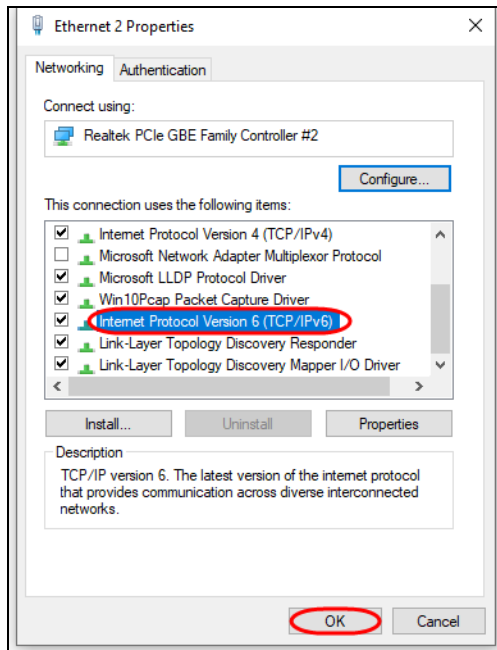 Ethernet 2 Properties
Networking Authentication
Connect using:
Realtek PCIe GBE Family Controller #2
Configure...
This connection uses the following items:
Internet Protocol Version 4 (TCP/IPv4)
Microsoft Network Adapter Multiplexor Protocol
Microsoft LLDP Protocol Driver
Win10Pcap Packet Capture Driver
Internet Protocol Version 6 (TCP/IPv6)
Link-Layer Topology Discovery Responder
Link-Layer Topology Discovery Mapper I/O Driver
Install... Uninstall Properties
Description
TCP/IP version 6. The latest version of the internet protocol
that provides communication across diverse interconnected
networks.
OK Cancel